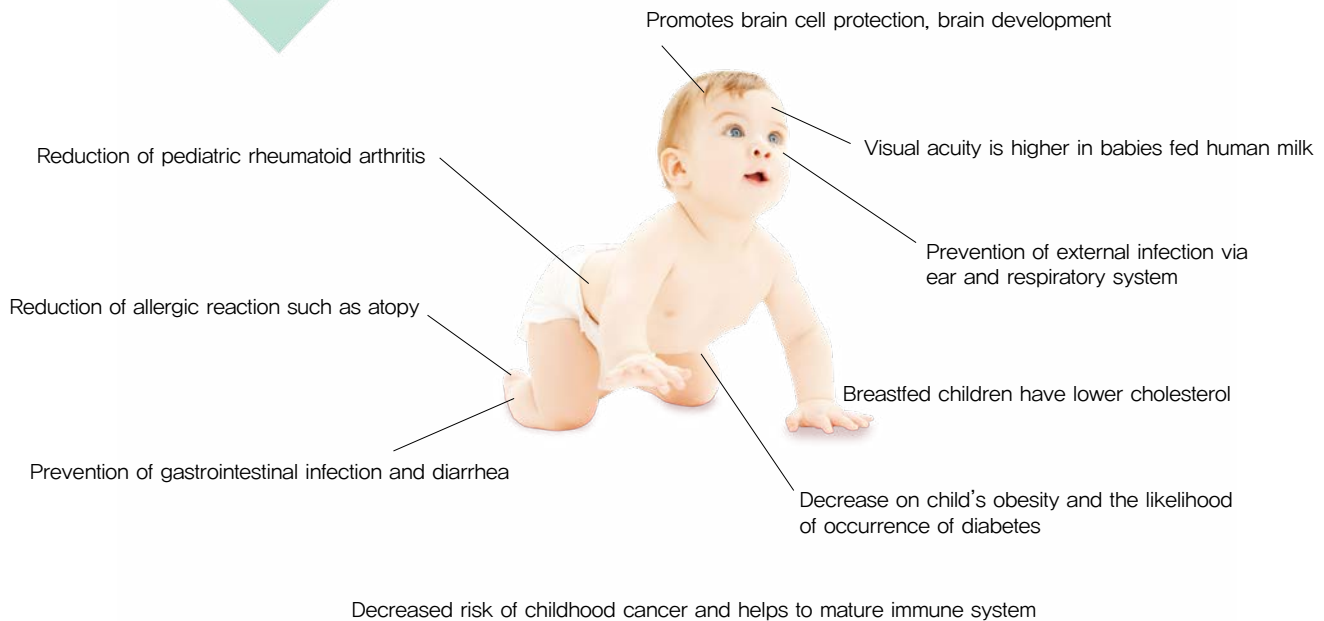 Promotes brain cell protection, brain development
Reduction of pediatric rheumatoid arthritis
Visual acuity is higher in babies fed human milk
Prevention of external infection via
ear and respiratory system
Reduction of allergic reaction such as atopy
Breastfed children have lower cholesterol
Prevention of gastrointestinal infection and diarrhea
Decrease on child’s obesity and the likelihood
of occurrence of diabetes
Decreased risk of childhood cancer and helps to mature immune system